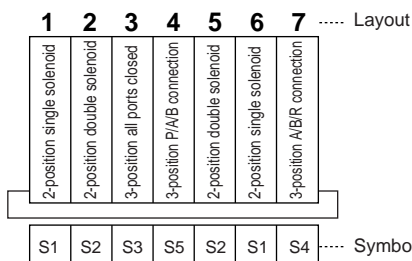 1 2 3 4 5 6 7 Layout
2-position single solenoid
2-position double solenoid
3-position all ports closed
3-position P/A/B connection
2-position double solenoid
2-position single solenoid
3-position A/B/R connection
S1 S2 S3 S5 S2 S1 S4 Symbo